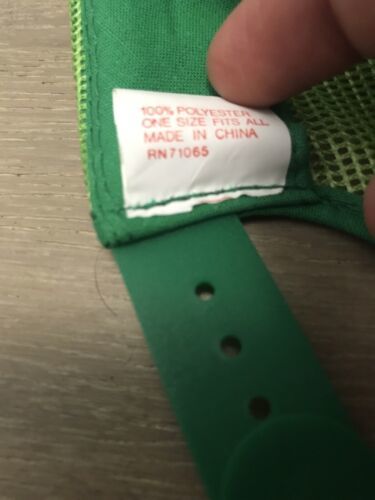 100% POLYESTER
ONE SIZE FITS ALL
MADE IN CHINA
RN71065